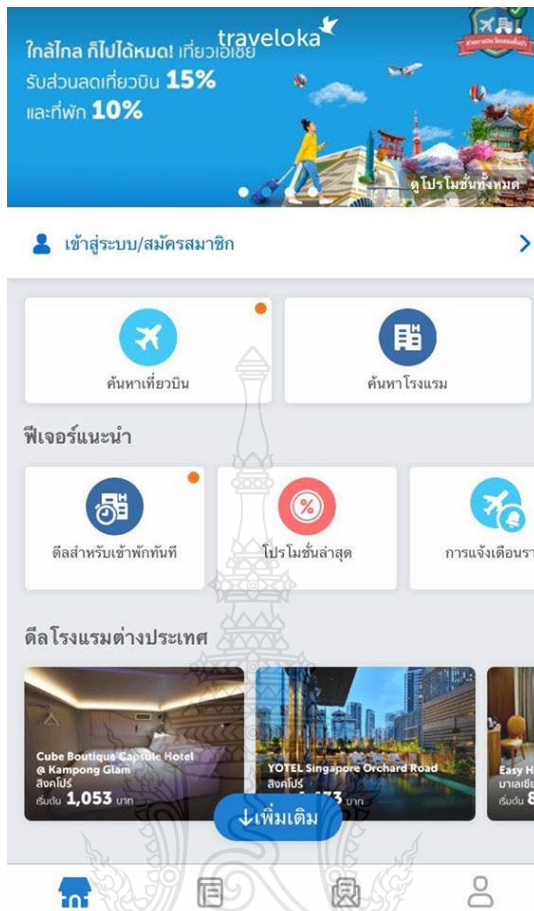 traveloka
ใกล้ไกล ก็ไปได้หมด! เที่ยวเอเชีย
รับส่วนลดเที่ยวบิน 15%
และที่พัก 10%
ดูโปรโมชั่นทั้งหมด
เข้าสู่ระบบ/สมัครสมาชิก
ค้นหาเที่ยวบิน
ค้นหาโรงแรม
ฟีเจอร์แนะนำ
ดีลสำหรับเข้าพักทันที
โปรโมชั่นล่าสุด
การแจ้งเตือนรา
ดีลโรงแรมต่างประเทศ
Cube Boutique Capsule Hotel
@ Kampong Glam
สิงคโปร์
เริ่มต้น 1,053 บาท
YOTEL Singapore Orchard Road
สิงคโปร์
บาท
Easy H
มาเลเซีย
เริ่มต้น 8
เพิ่มเติม